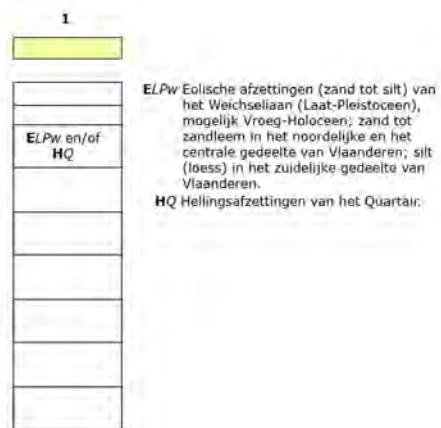 1
ELPw Eolische afzettingen (zand tot silt) van
het Weichseliaan (Laat-Pleistoceen),
mogelijk Vroeg-Holoceen; zand tot
zandleem in het noordelijke en het
centrale gedeelte van Vlaanderen; silt
(loess) in het zuidelijke gedeelte van
Vlaanderen.
HQ Hellingsafzettingen van het Quartair.
ELPw en/of
HQ